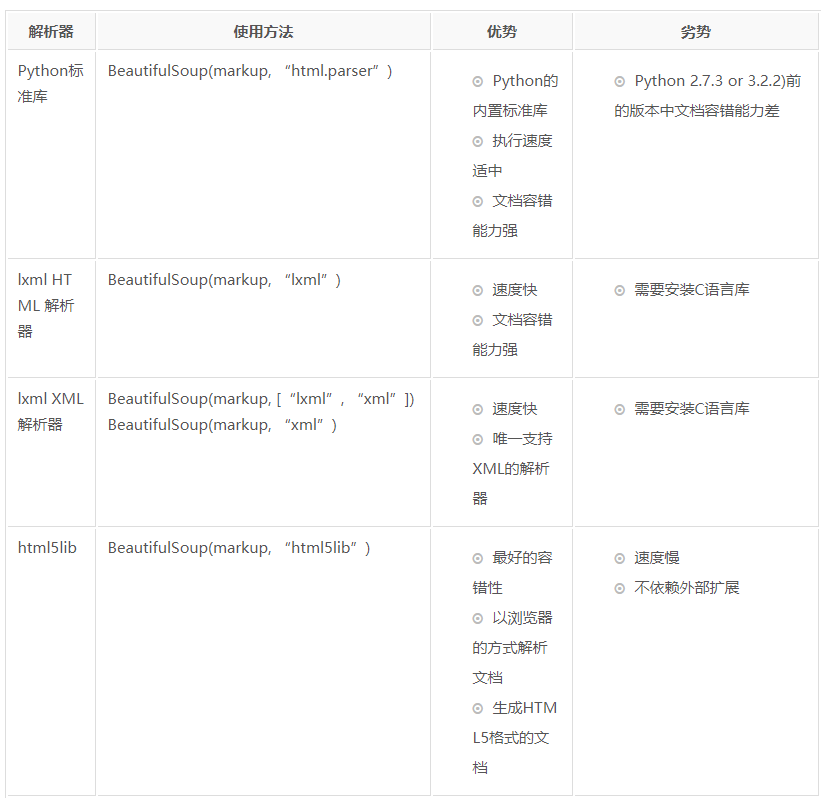 解析器 使用方法 优势 劣势
Python标
准库
BeautifulSoup(markup, “html.parser”)
Python的
内置标准库
执行速度
适中
文档容错
能力强
Python 2.7.3 or 3.2.2)前
的版本中文档容错能力差
lxml HT
ML 解析
器
BeautifulSoup(markup, “lxml”)
速度快
文档容错
能力强
需要安装C语言库
lxml XML
解析器
BeautifulSoup(markup, [“lxml”, “xml”])
BeautifulSoup(markup, “xml”)
速度快
唯一支持
XML的解析
器
需要安装C语言库
html5lib
BeautifulSoup(markup, “html5lib”)
最好的容
错性
以浏览器
的方式解析
文档
生成HTM
L5格式的文
档
速度慢
不依赖外部扩展